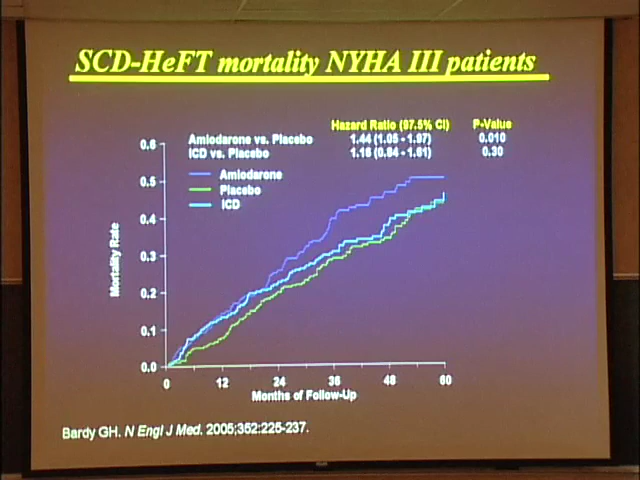 SCD-HeFT mortality NYHA III patients
Hazard Ratio (97.5% CI) P-Value
Amiodarone vs. Placebo 1.44 (1.05 - 1.97) 0.010
ICD vs. Placebo 1.16 (0.84 - 1.61) 0.30
Amiodarone
Placebo
ICD
Mortality Rate
0.6
0.5
0.4
0.3
0.2
0.1
0.0
0 12 24 36 48 60
Months of Follow-Up
Bardy GH. N Engl J Med. 2005;352:225-237.